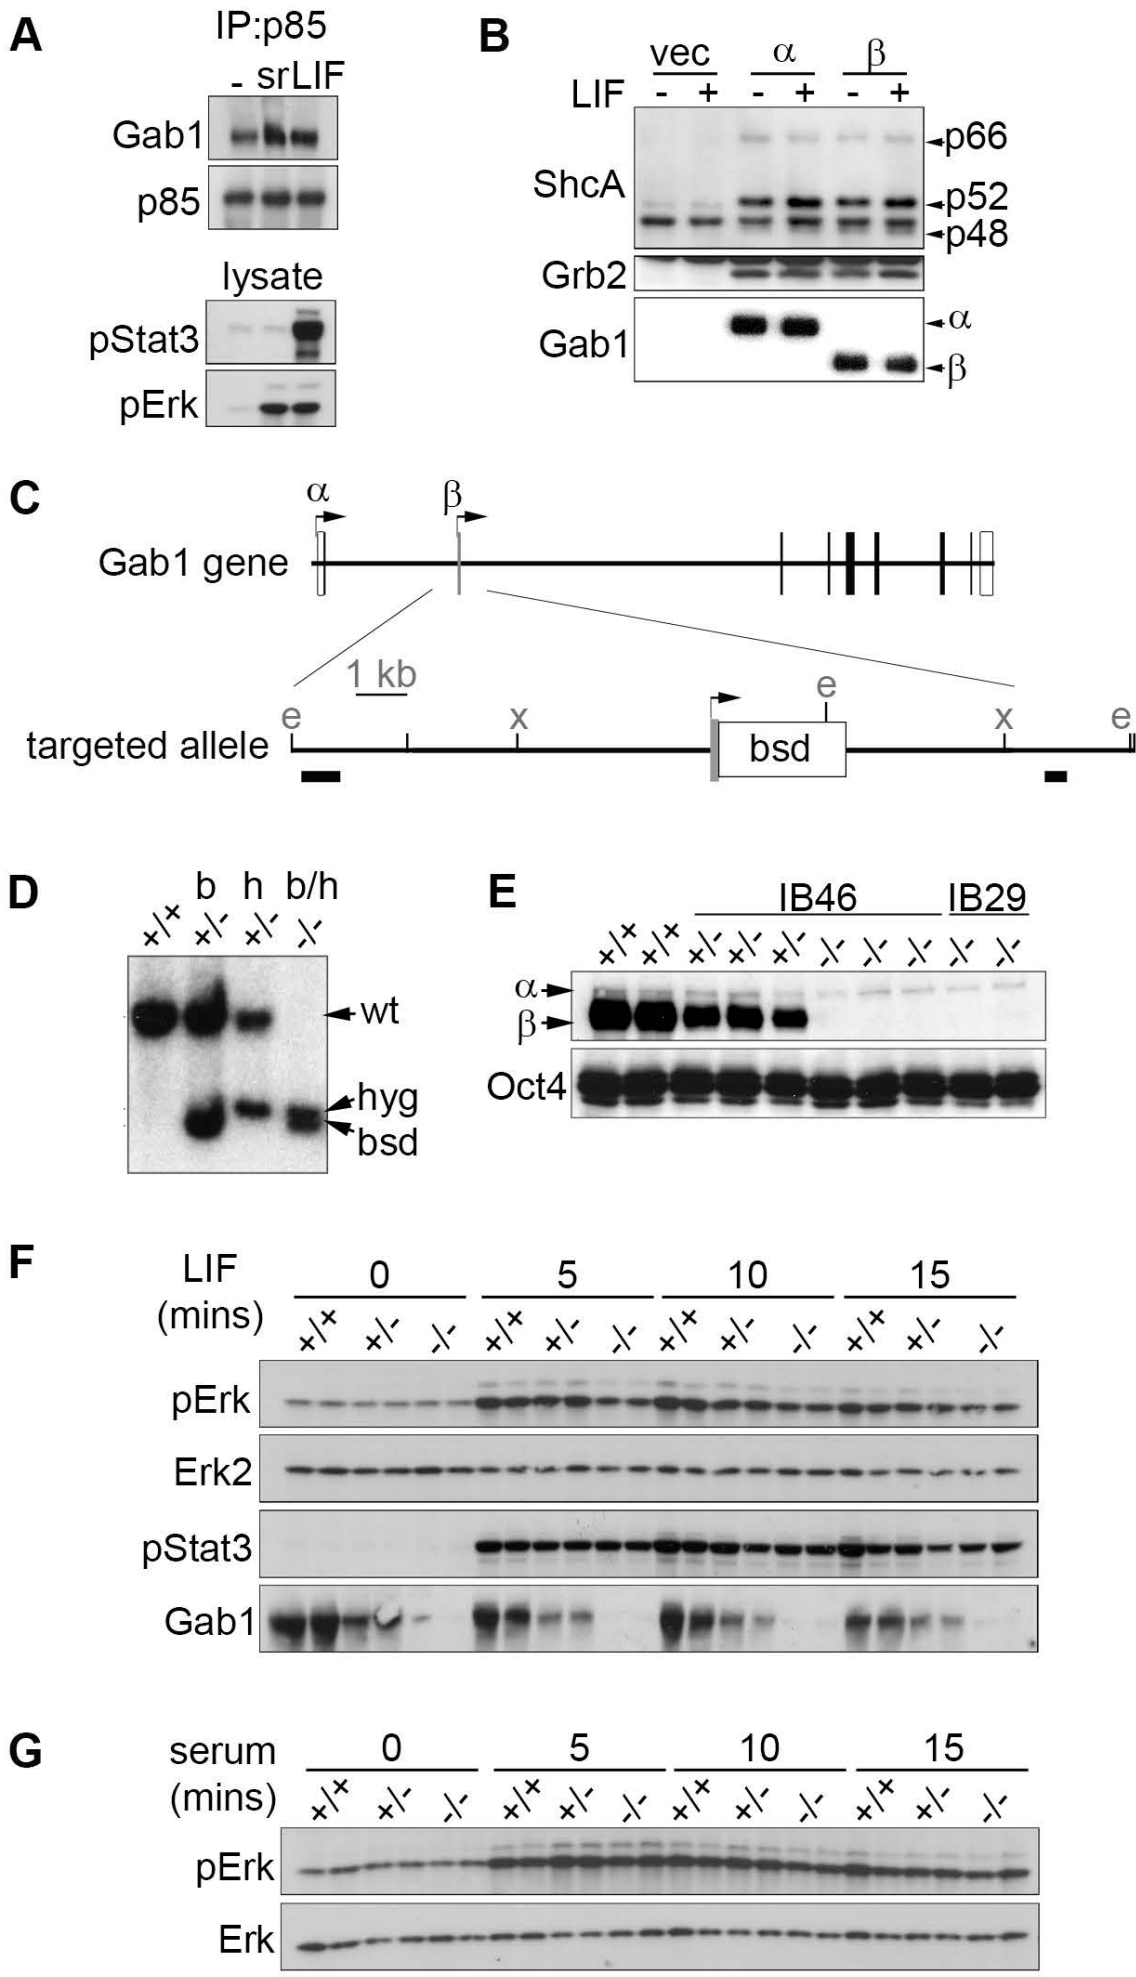 A
IP:p85
- sr LIF
Gab1
p85
lysate
pStat3
pErk
B
vec α β
LIF - + - + - +
ShcA
p66
p52
p48
Grb2
Gab1
α
β
C
α β
Gab1 gene
1 kb
e x e x e
targeted allele
bsd
D
b h b/h
+/+ +/- +/- -/-
wt
hyg
bsd
E
IB46 IB29
+/+ +/+ +/- +/- +/- -/- -/- -/- -/- -/-
α
β
Oct4
F
LIF 0 5 10 15
(mins) +/+ +/- -/- +/+ +/- -/- +/+ +/- -/- +/+ +/- -/-
pErk
Erk2
pStat3
Gab1
G
serum 0 5 10 15
(mins) +/+ +/- -/- +/+ +/- -/- +/+ +/- -/- +/+ +/- -/-
pErk
Erk